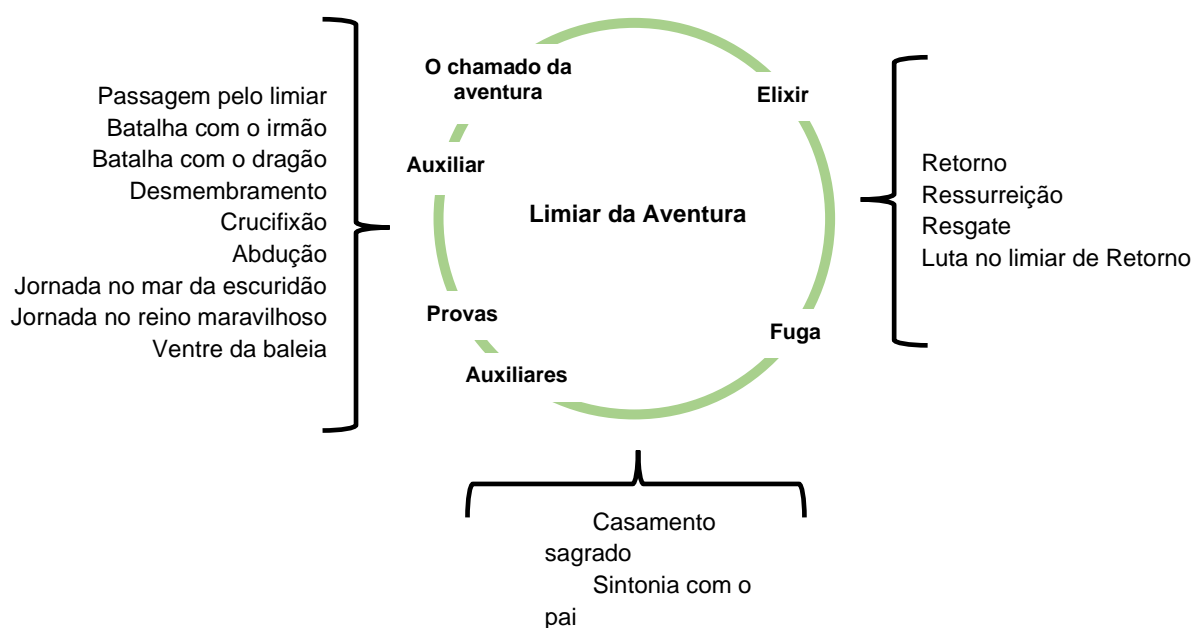 Passagem pelo limiar
Batalha com o irmão
Batalha com o dragão
Desmembramento
Crucifixão
Abdução
Jornada no mar da escuridão
Jornada no reino maravilhoso
Ventre da baleia
O chamado da
aventura
Auxiliar
Provas
Auxiliares
Limiar da Aventura
Elixir
Fuga
Retorno
Ressurreição
Resgate
Luta no limiar de Retorno
Casamento
sagrado
Sintonia com o
pai